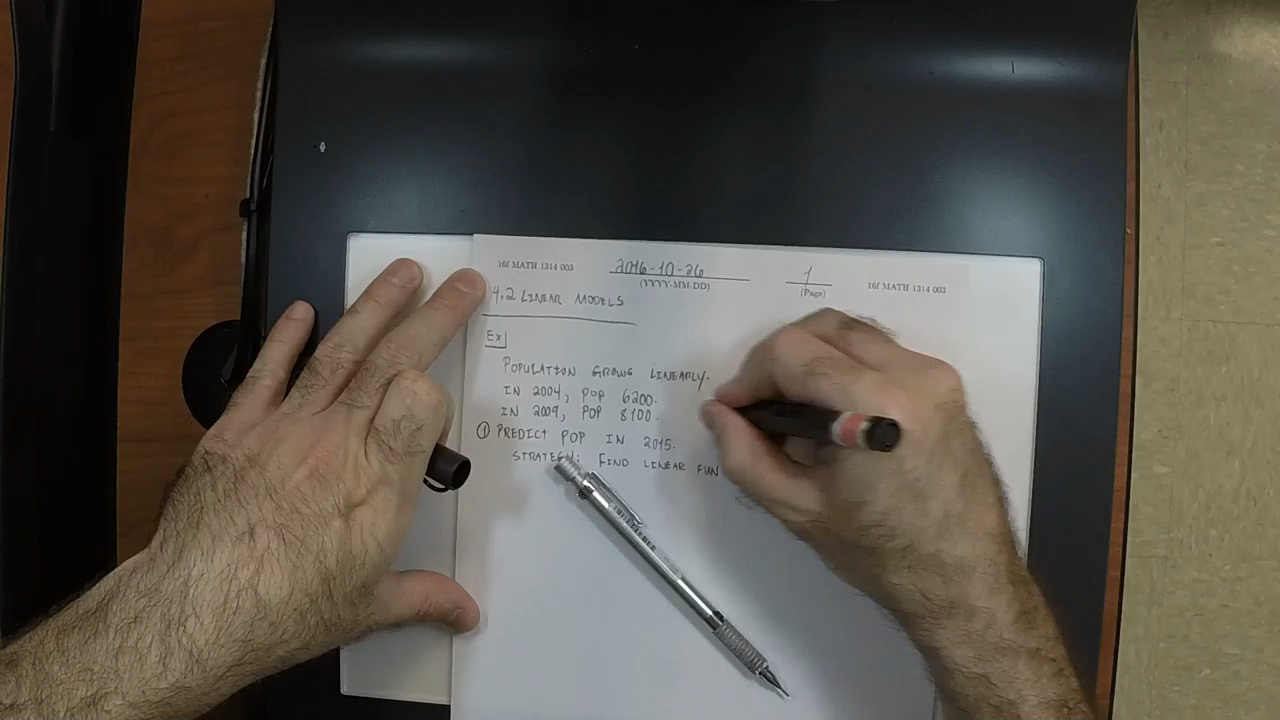 16f MATH 1314 003
2016-10-26
(YYYY-MM-DD)
1
(Page)
16f MATH 1314 003
4.2 LINEAR MODELS
Ex
POPULATION GROWS LINEARLY.
IN 2004, POP 6200.
IN 2009, POP 8100.
① PREDICT POP IN 2015.
STRATEGY: FIND LINEAR FUN